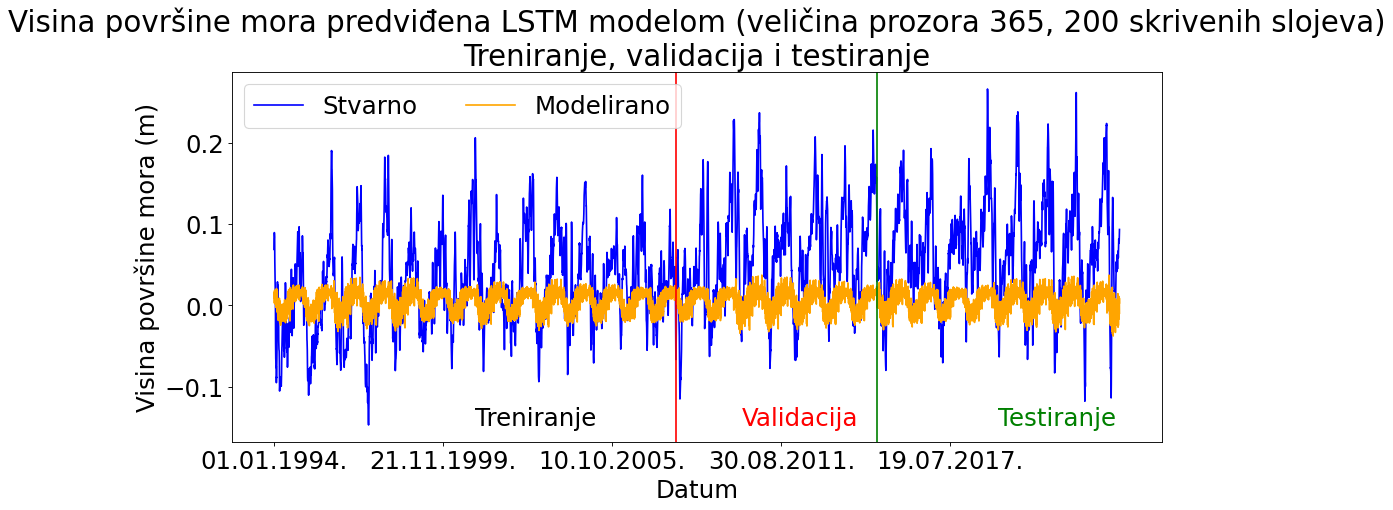 Visina površine mora predviđena LSTM modelom (veličina prozora 365, 200 skrivenih slojeva)
Treniranje, validacija i testiranje
Stvarno
Modelirano
Visina površine mora (m)
0.2
0.1
0.0
−0.1
Treniranje
Validacija
Testiranje
01.01.1994.
21.11.1999.
10.10.2005.
30.08.2011.
19.07.2017.
Datum